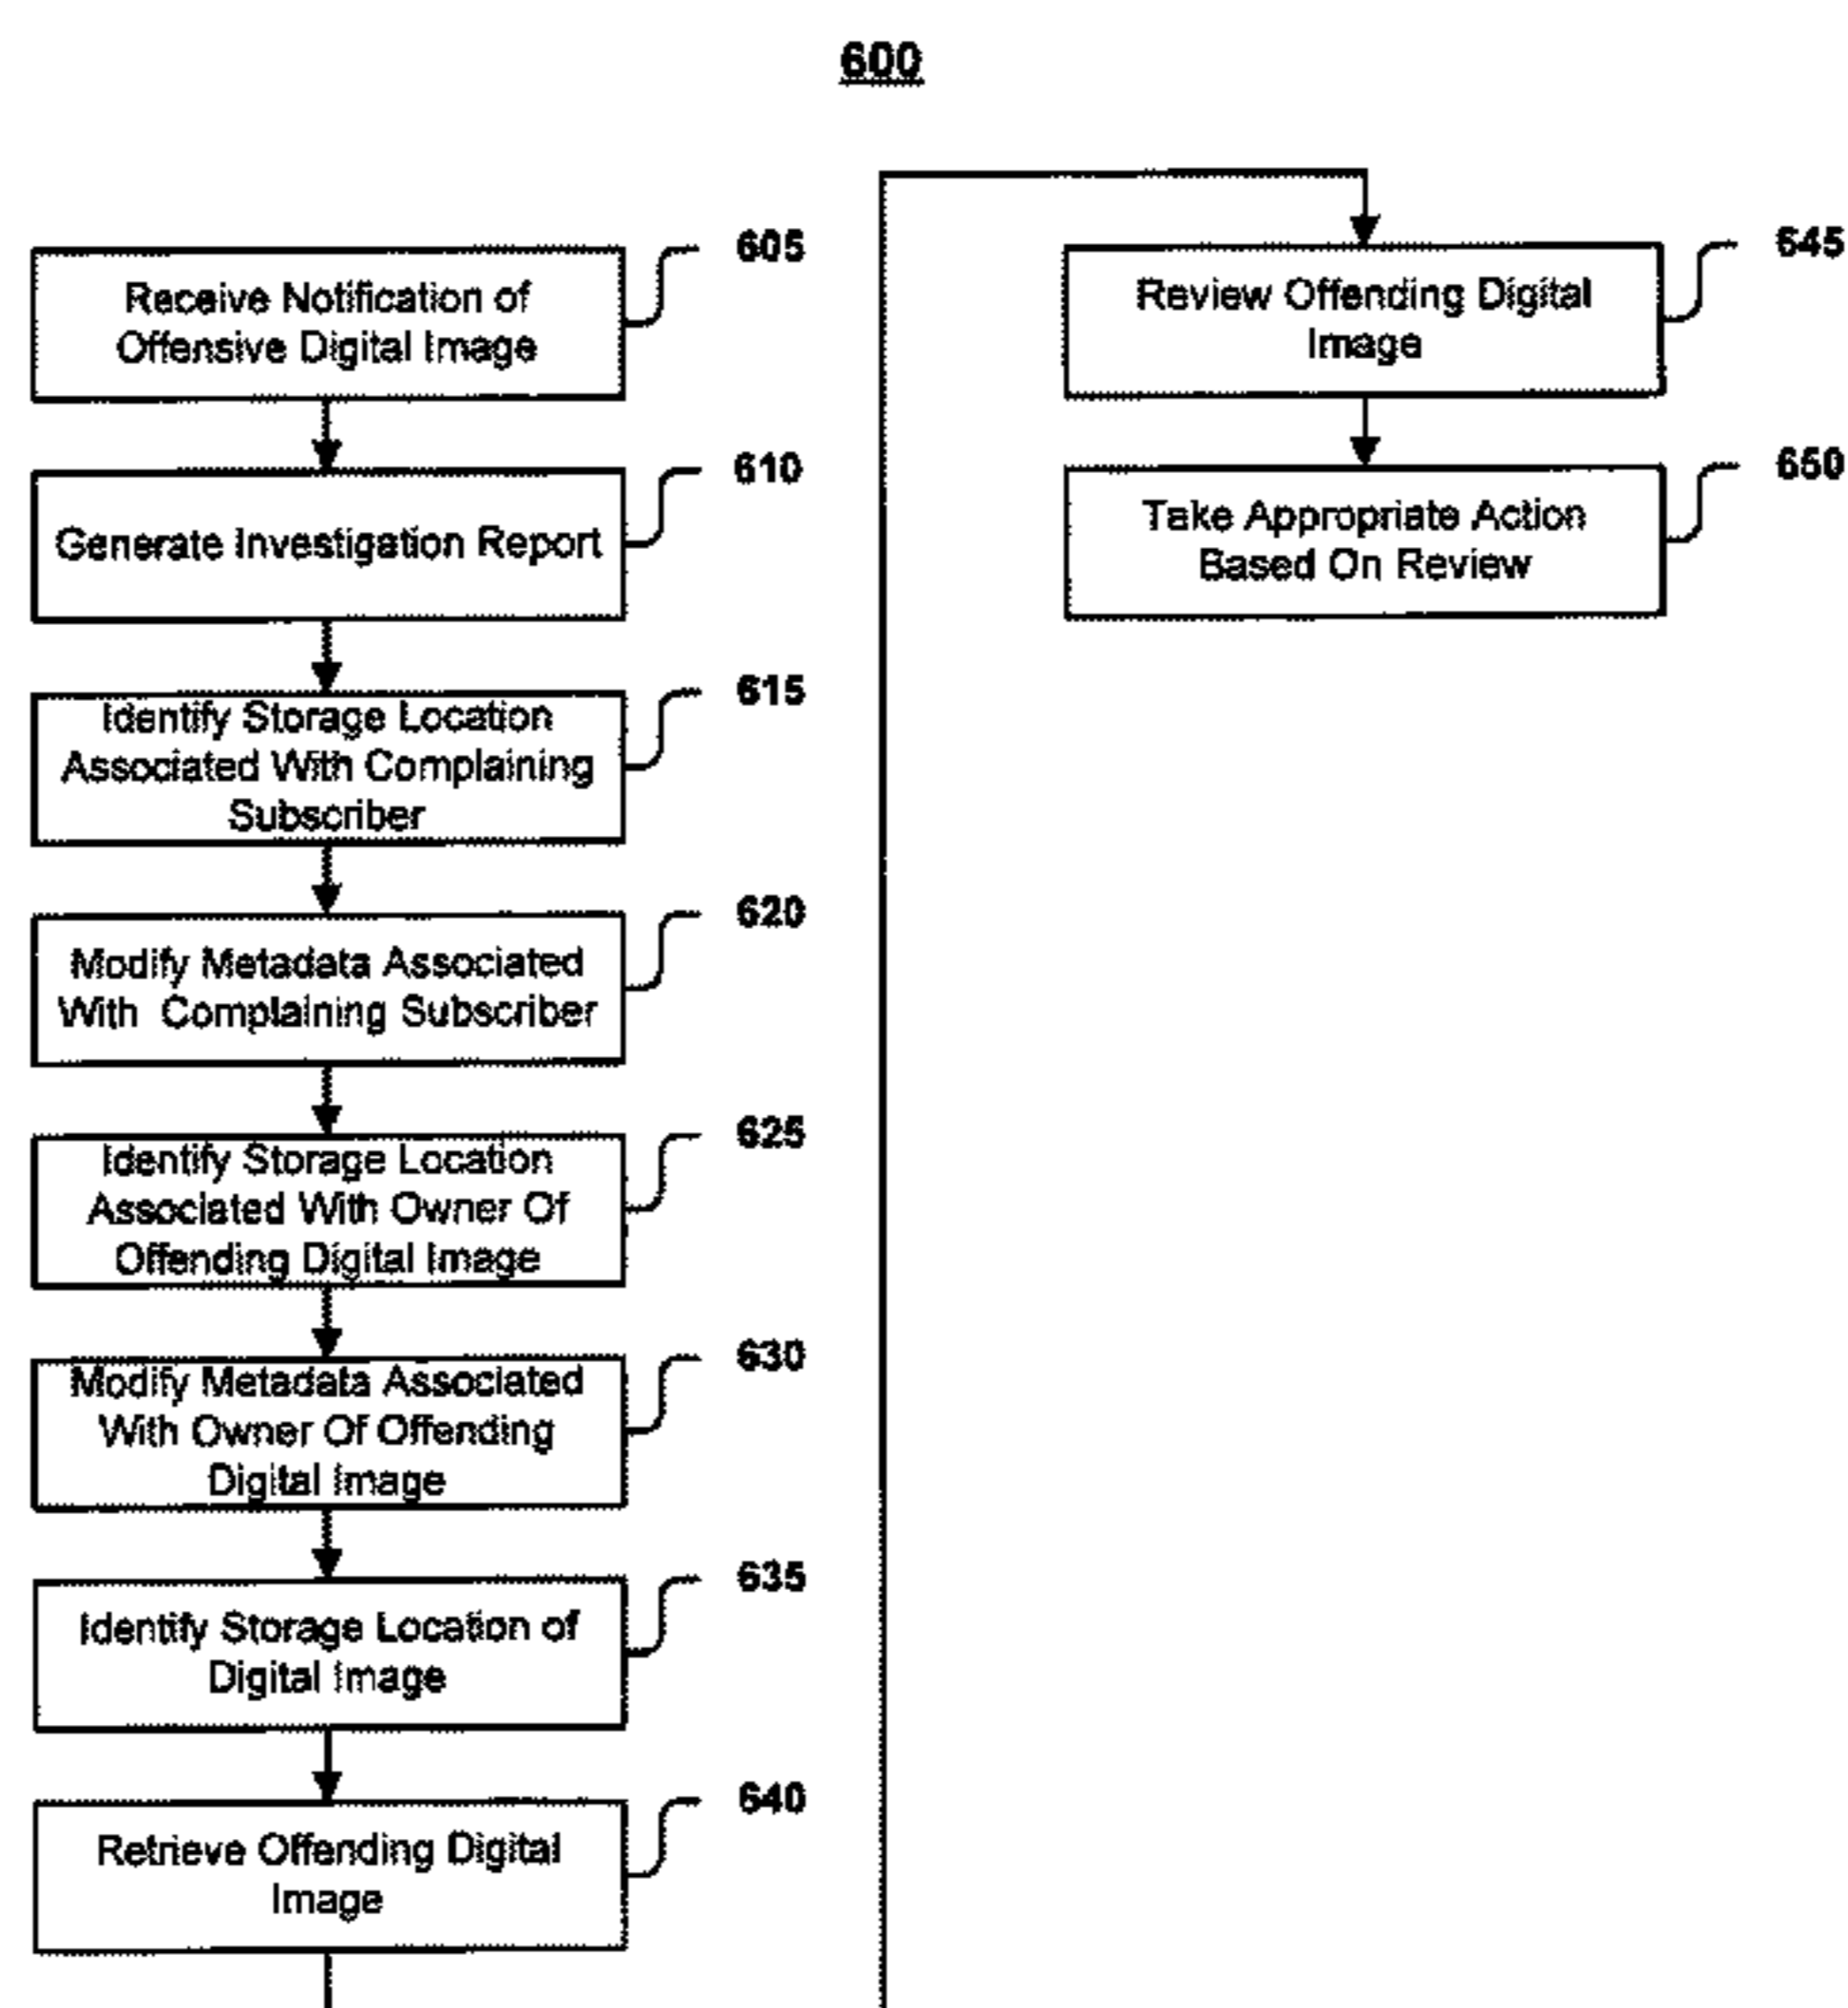 600
Receive Notification of
Offensive Digital Image
605
Generate Investigation Report
610
Identify Storage Location
Associated With Complaining
Subscriber
615
Modify Metadata Associated
With Complaining Subscriber
620
Identify Storage Location
Associated With Owner Of
Offending Digital Image
625
Modify Metadata Associated
With Owner Of Offending
Digital Image
630
Identify Storage Location of
Digital Image
635
Retrieve Offending Digital
Image
640
Review Offending Digital
Image
645
Take Appropriate Action
Based On Review
650